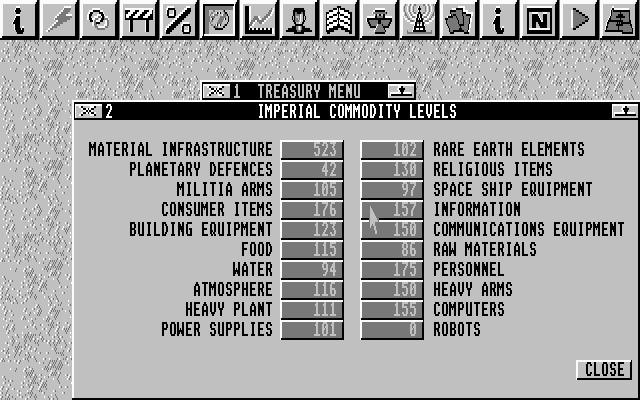 i % i N
1 TREASURY MENU
2 IMPERIAL COMMODITY LEVELS
MATERIAL INFRASTRUCTURE 523 102 RARE EARTH ELEMENTS
PLANETARY DEFENCES 42 130 RELIGIOUS ITEMS
MILITIA ARMS 105 97 SPACE SHIP EQUIPMENT
CONSUMER ITEMS 176 157 INFORMATION
BUILDING EQUIPMENT 123 150 COMMUNICATIONS EQUIPMENT
FOOD 115 86 RAW MATERIALS
WATER 94 175 PERSONNEL
ATMOSPHERE 116 150 HEAVY ARMS
HEAVY PLANT 111 155 COMPUTERS
POWER SUPPLIES 101 0 ROBOTS
CLOSE